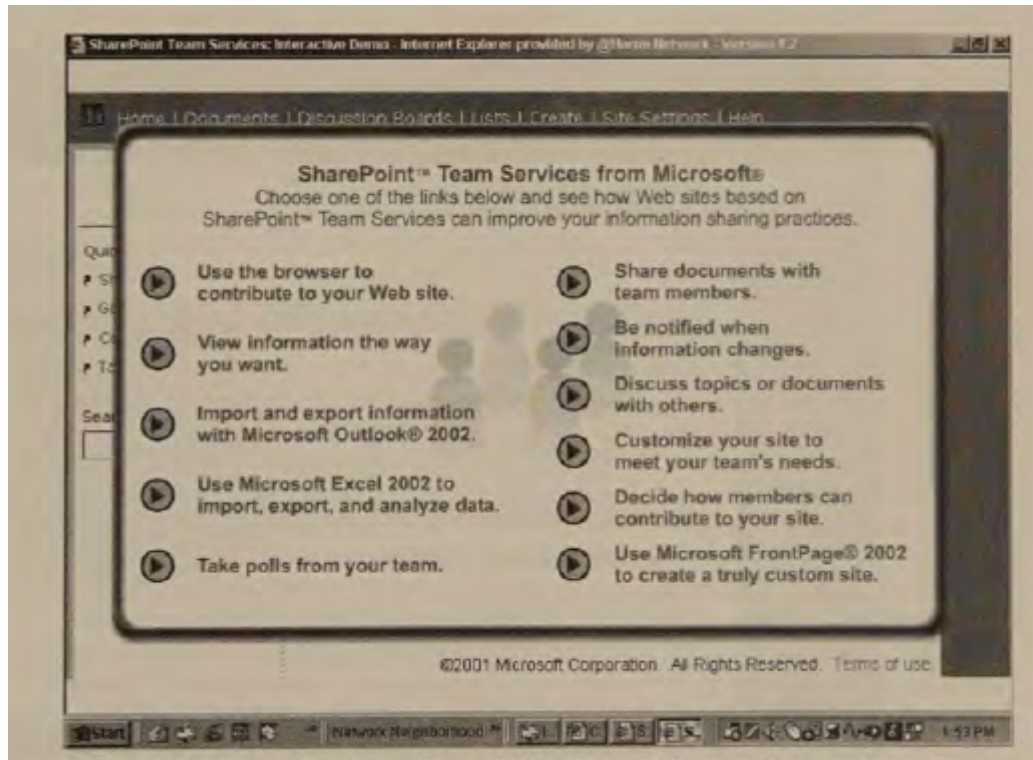 SharePoint Team Services: Interactive Demo - Internet Explorer provided by @Home Network - Version
Home | Documents | Discussion Boards | Lists | Create | Site Settings | Help
SharePoint™ Team Services from Microsoft®
Choose one of the links below and see how Web sites based on
SharePoint™ Team Services can improve your information sharing practices.
Use the browser to
contribute to your Web site.
View information the way
you want.
Import and export information
with Microsoft Outlook® 2002.
Use Microsoft Excel 2002 to
import, export, and analyze data.
Take polls from your team.
Share documents with
team members.
Be notified when
information changes.
Discuss topics or documents
with others.
Customize your site to
meet your team's needs.
Decide how members can
contribute to your site.
Use Microsoft FrontPage® 2002
to create a truly custom site.
Quic
Sh
Co
Sear
©2001 Microsoft Corporation. All Rights Reserved. Terms of use
Start
Network Neighborhood
1:53 PM